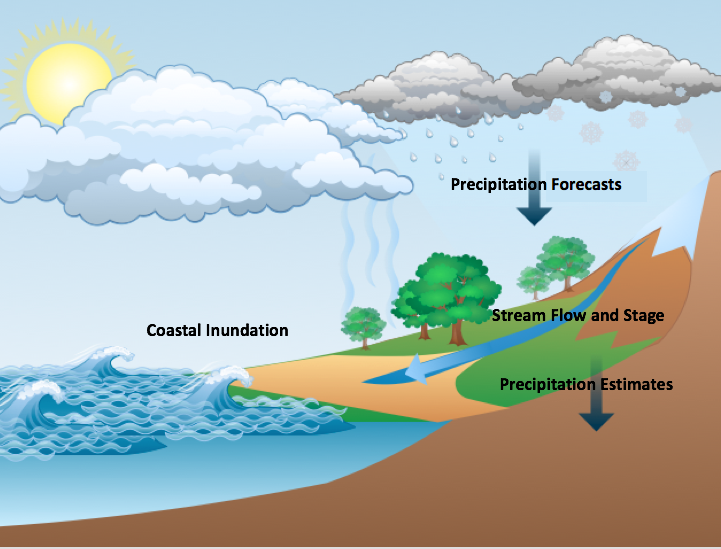 Precipitation Forecasts
Stream Flow and Stage
Coastal Inundation
Precipitation Estimates